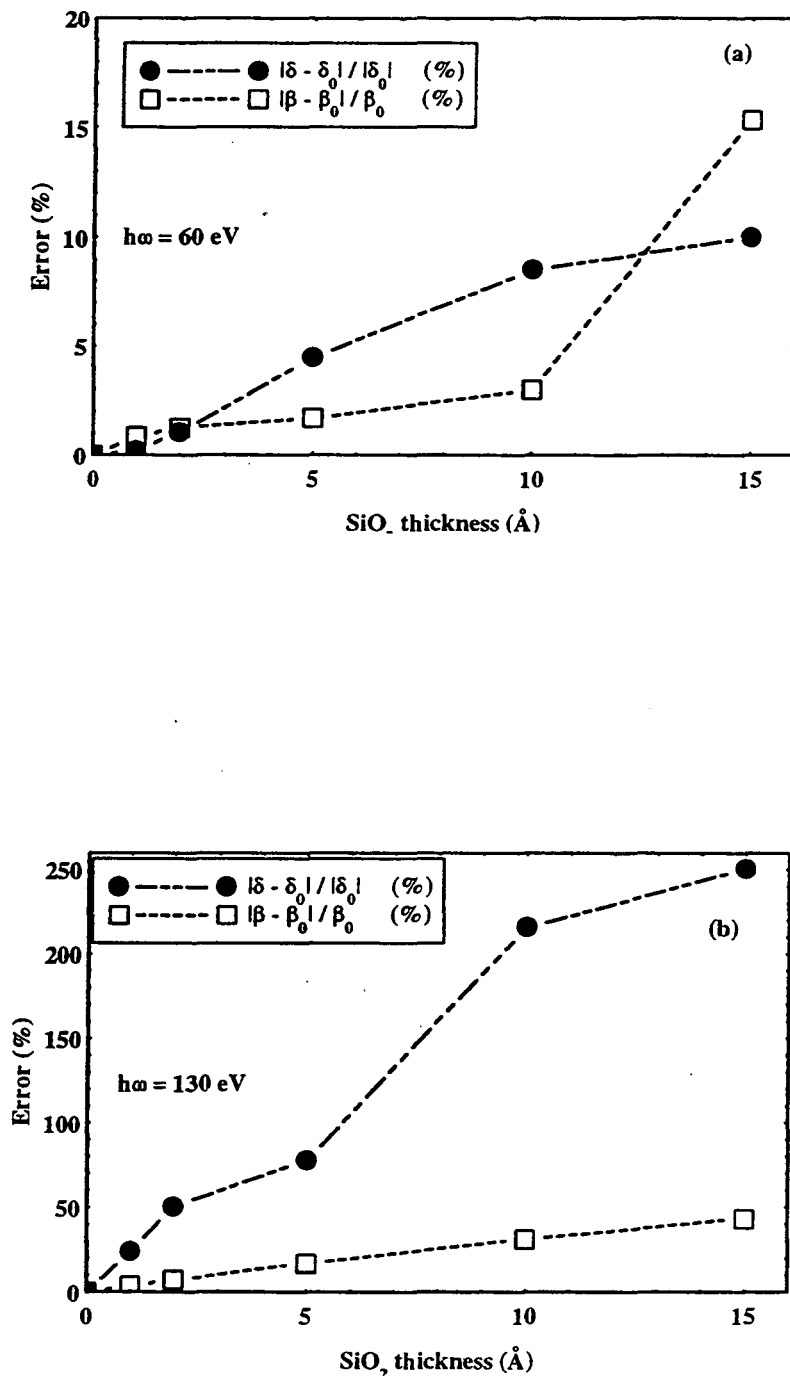 20
(a)
|δ - δ₀| / |δ₀| (%)
|β - β₀| / β₀ (%)
15
Error (%)
hω = 60 eV
10
5
0
0 5 10 15
SiO₋ thickness (Å)
250
|δ - δ₀| / |δ₀| (%)
|β - β₀| / β₀ (%)
(b)
200
150
Error (%)
hω = 130 eV
100
50
0
0 5 10 15
SiO₂ thickness (Å)